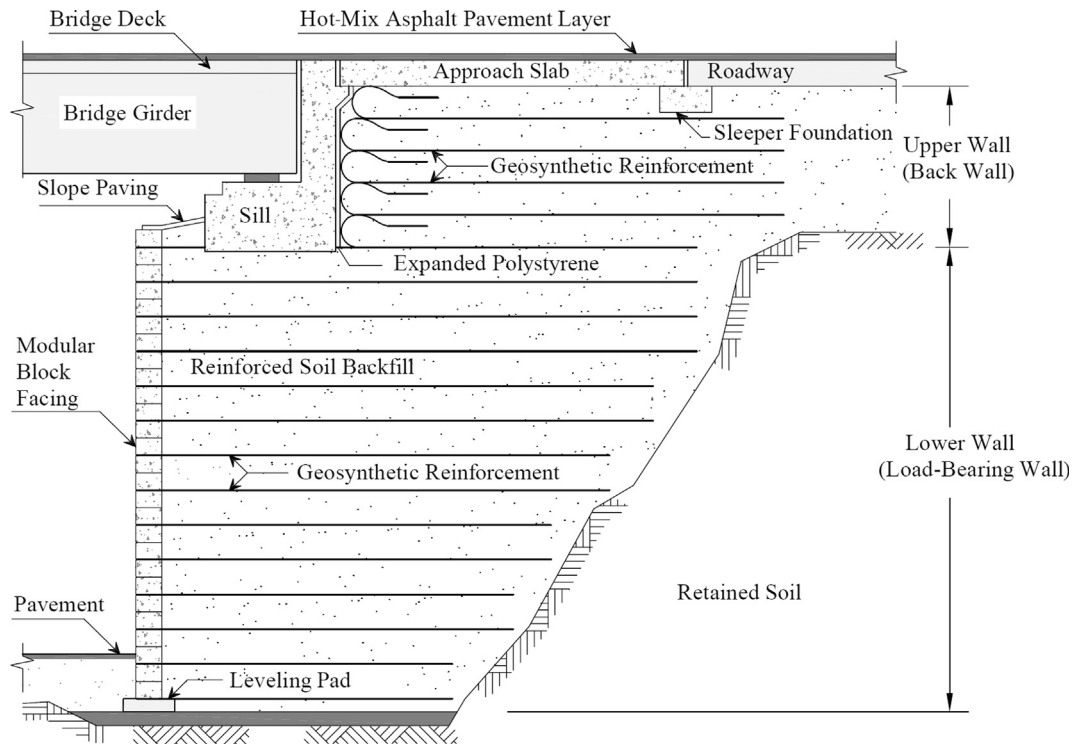 Bridge Deck
Hot-Mix Asphalt Pavement Layer
Approach Slab
Roadway
Bridge Girder
Sleeper Foundation
Upper Wall
(Back Wall)
Geosynthetic Reinforcement
Slope Paving
Sill
Expanded Polystyrene
Modular
Block
Facing
Reinforced Soil Backfill
Lower Wall
(Load-Bearing Wall)
Geosynthetic Reinforcement
Retained Soil
Pavement
Leveling Pad